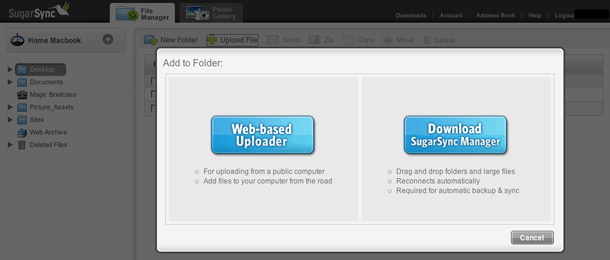 SugarSync
File Manager
Photo Gallery
Downloads | Account | Address Book | Help | Logout
Home Macbook
New Folder Upload File Send Zip Copy Move Delete
Desktop
Documents
Magic Briefcase
Picture_Assets
Sites
Web Archive
Deleted Files
Add to Folder:
Web-based
Uploader
For uploading from a public computer
Add files to your computer from the road
Download
SugarSync Manager
Drag and drop folders and large files
Reconnects automatically
Required for automatic backup & sync
Cancel